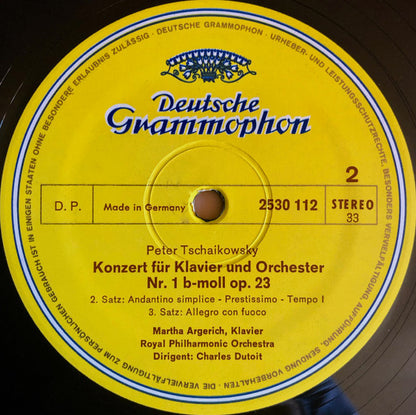 DEUTSCHE GRAMMOPHON · URHEBER- UND LEISTUNGSSCHUTZRECHTE, BESONDERS VERVIELFÄLTIGUNG, AUFFÜHRUNG, SENDUNG VORBEHALTEN · DIE VERVIELFÄLTIGUNG ZUM PERSÖNLICHEN GEBRAUCH IST IN EINIGEN STAATEN OHNE BESONDERE ERLAUBNIS ZULÄSSIG ·
Deutsche
Grammophon
2
D.P. Made in Germany 2530 112 STEREO
33
Peter Tschaikowsky
Konzert für Klavier und Orchester
Nr. 1 b-moll op. 23
2. Satz: Andantino simplice - Prestissimo - Tempo I
3. Satz: Allegro con fuoco
Martha Argerich, Klavier
Royal Philharmonic Orchestra
Dirigent: Charles Dutoit